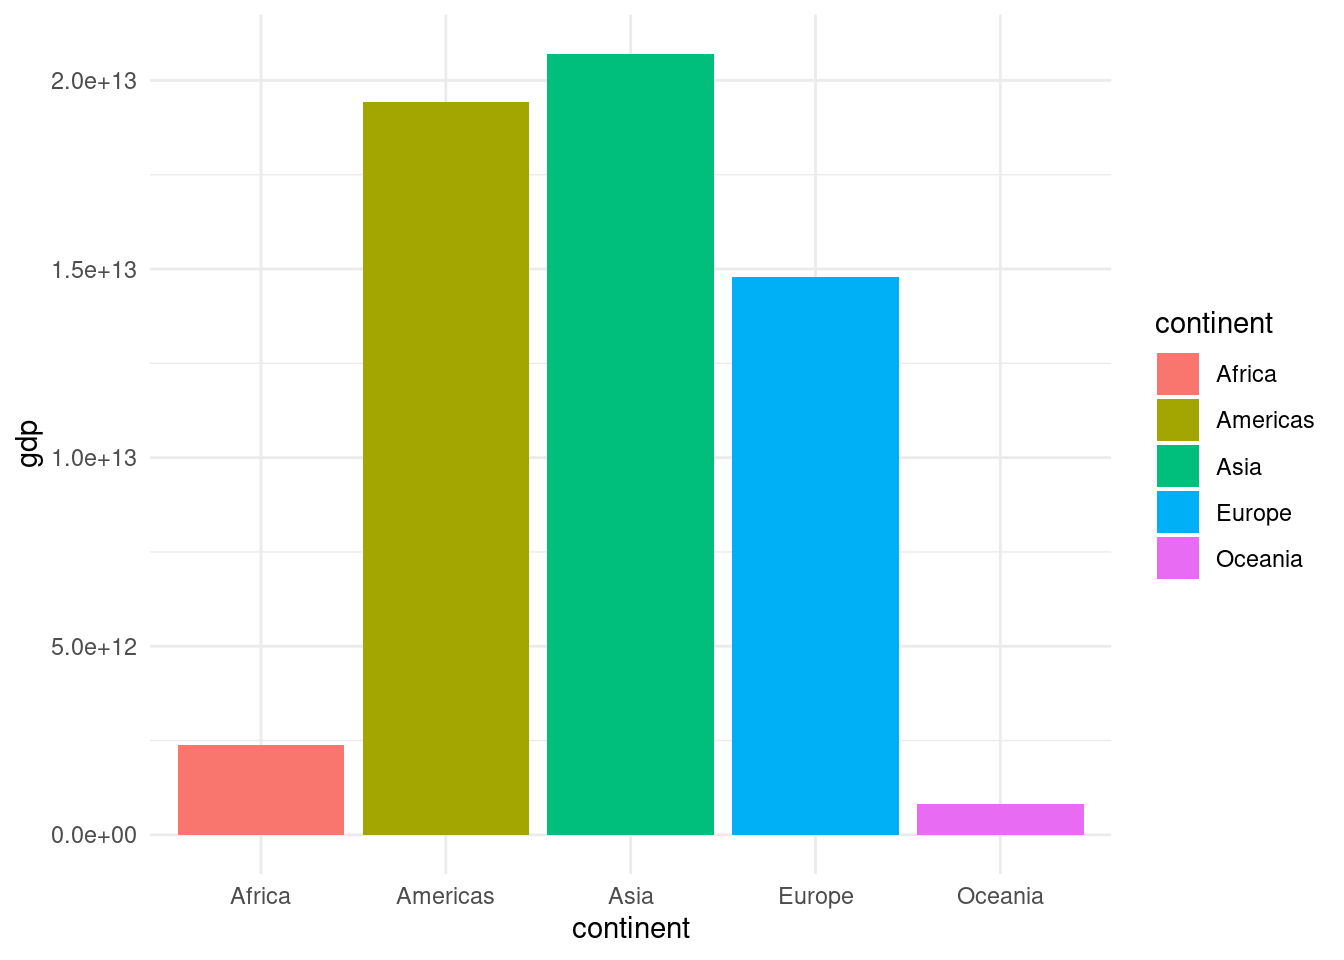 gdp
2.0e+13
1.5e+13
1.0e+13
5.0e+12
0.0e+00
Africa
Americas
Asia
Europe
Oceania
continent
continent
Africa
Americas
Asia
Europe
Oceania